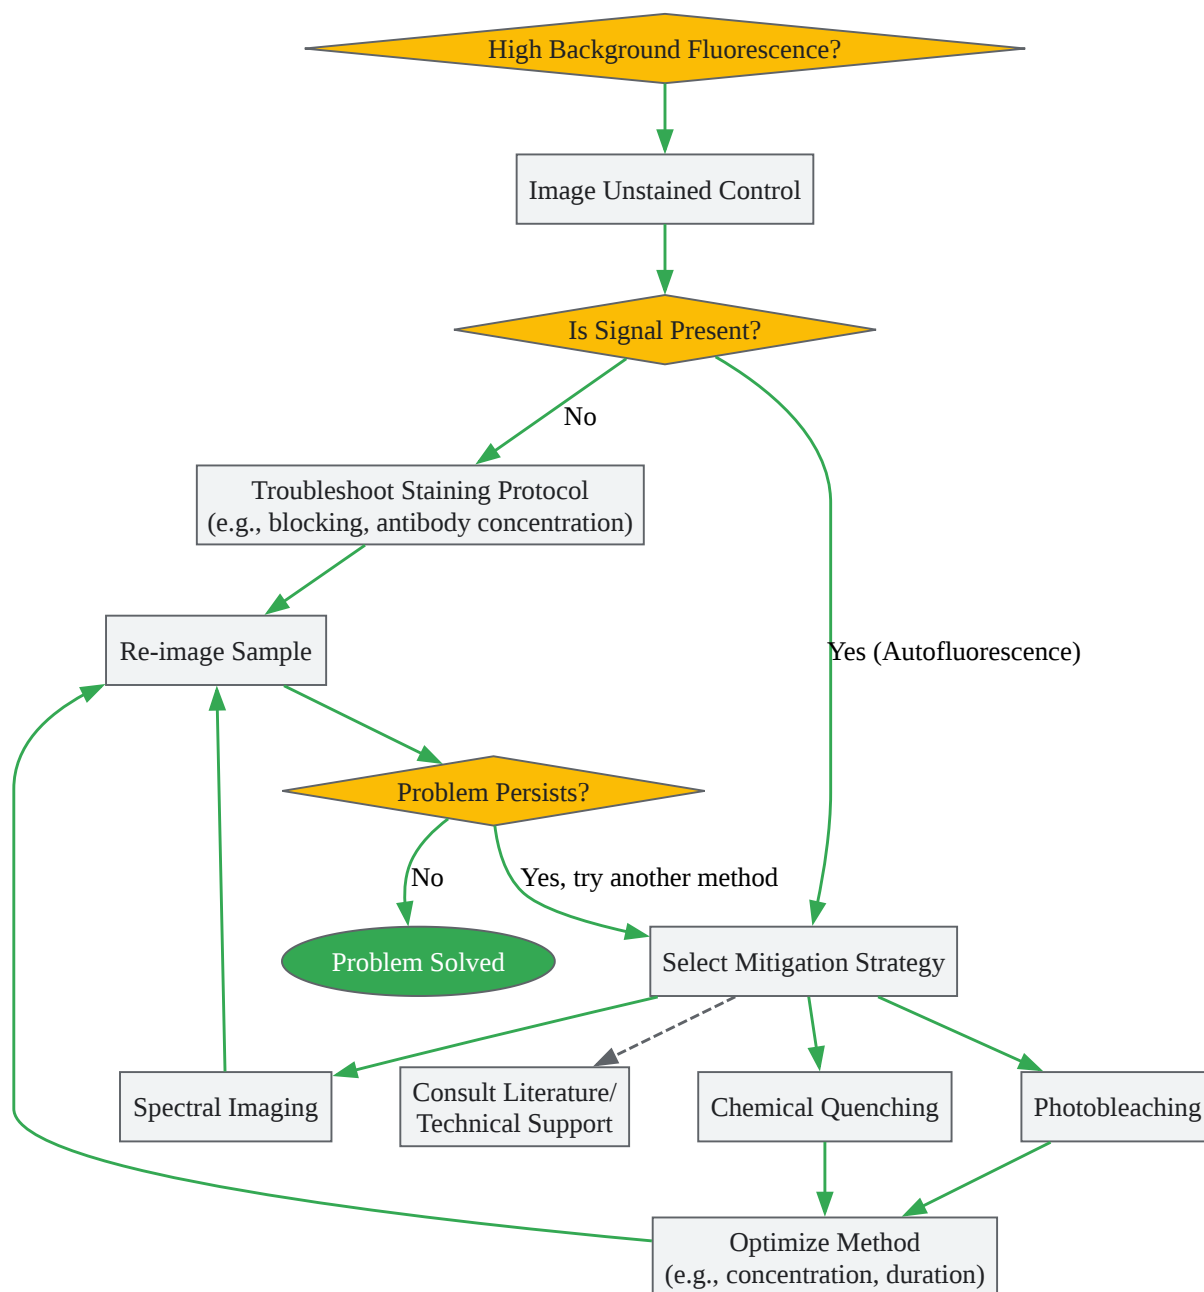 High Background Fluorescence?
Image Unstained Control
Is Signal Present?
No
Troubleshoot Staining Protocol
(e.g., blocking, antibody concentration)
Re-image Sample
Yes (Autofluorescence)
Problem Persists?
No
Yes, try another method
Problem Solved
Select Mitigation Strategy
Spectral Imaging
Consult Literature/
Technical Support
Chemical Quenching
Photobleaching
Optimize Method
(e.g., concentration, duration)